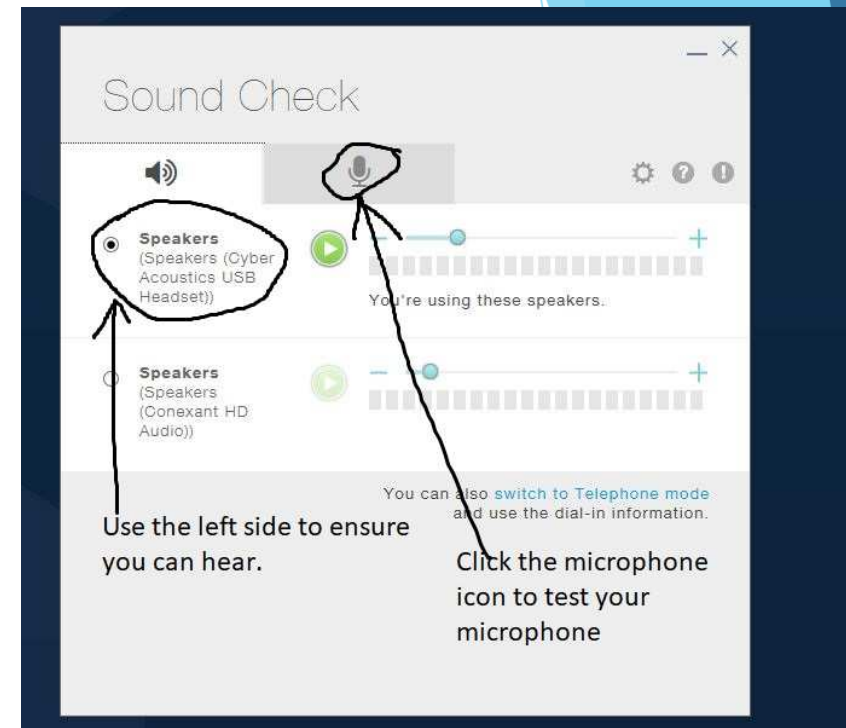 Sound Check
Speakers
(Speakers (Cyber
Acoustics USB
Headset))
You're using these speakers.
Speakers
(Speakers
(Conexant HD
Audio))
You can also switch to Telephone mode
and use the dial-in information.
Use the left side to ensure
you can hear.
Click the microphone
icon to test your
microphone